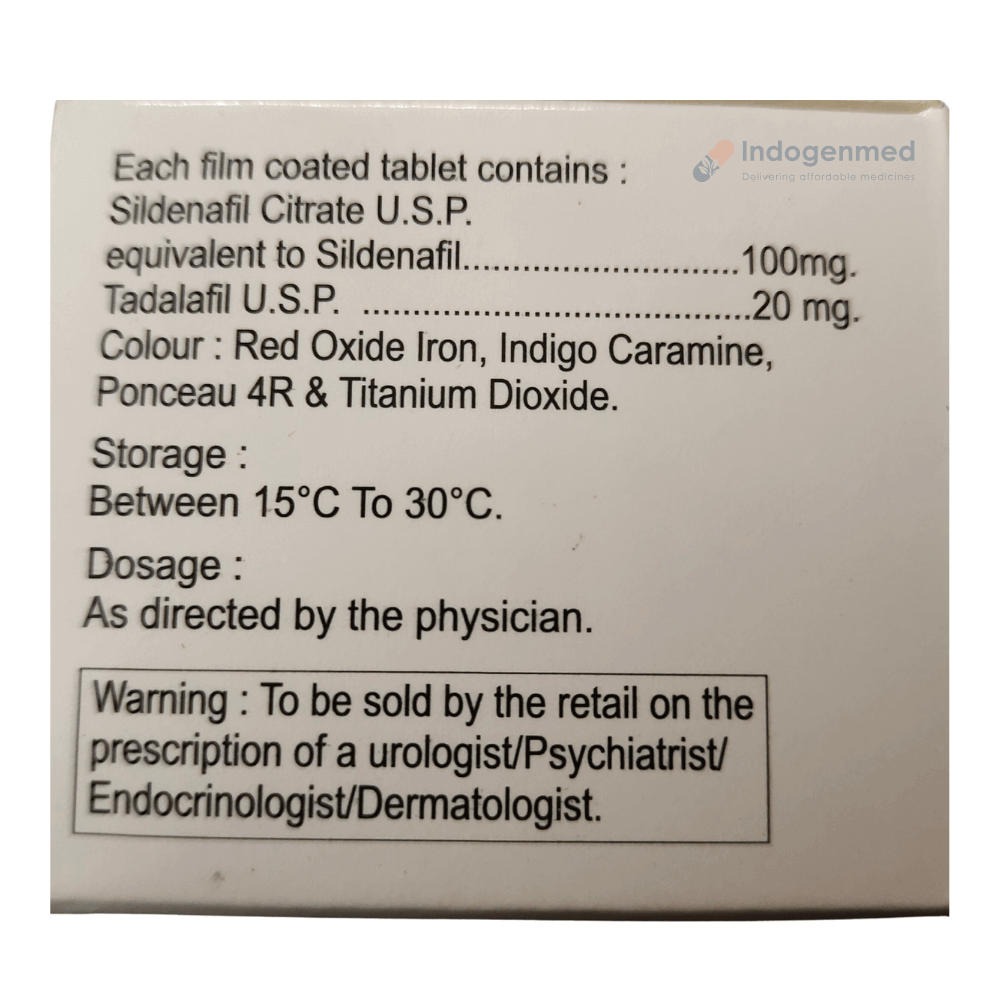 Indogenmed
Delivering affordable medicines
Each film coated tablet contains :
Sildenafil Citrate U.S.P.
equivalent to Sildenafil............................100mg.
Tadalafil U.S.P. .......................................20 mg.
Colour : Red Oxide Iron, Indigo Caramine,
Ponceau 4R & Titanium Dioxide.
Storage :
Between 15°C To 30°C.
Dosage :
As directed by the physician.
Warning : To be sold by the retail on the
prescription of a urologist/Psychiatrist/
Endocrinologist/Dermatologist.